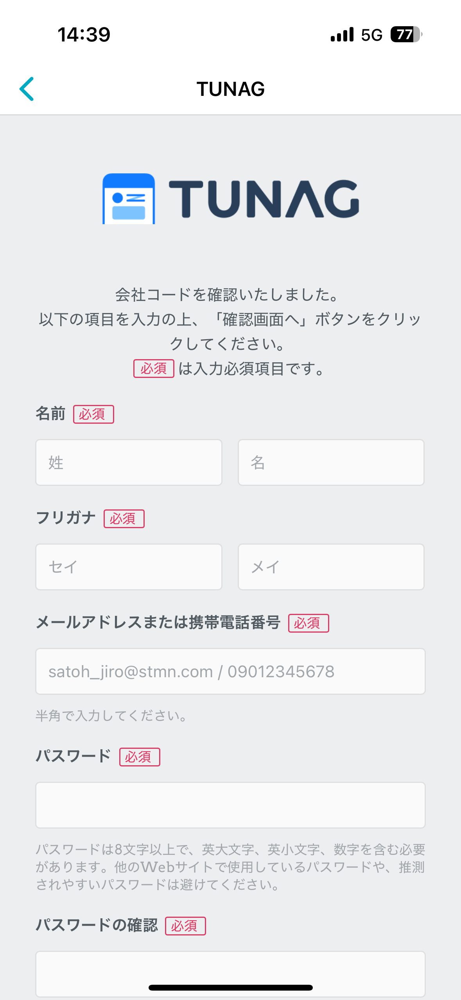 14:39
5G
77
TUNAG
TUNAG
会社コードを確認いたしました。
以下の項目を入力の上、「確認画面へ」ボタンをクリッ
クしてください。
必須 は入力必須項目です。
名前 必須
姓 名
フリガナ 必須
セイ メイ
メールアドレスまたは携帯電話番号 必須
satoh_jiro@stmn.com / 09012345678
半角で入力してください。
パスワード 必須
パスワードは8文字以上で、英大文字、英小文字、数字を含む必要
があります。他のWebサイトで使用しているパスワードや、推測
されやすいパスワードは避けてください。
パスワードの確認 必須